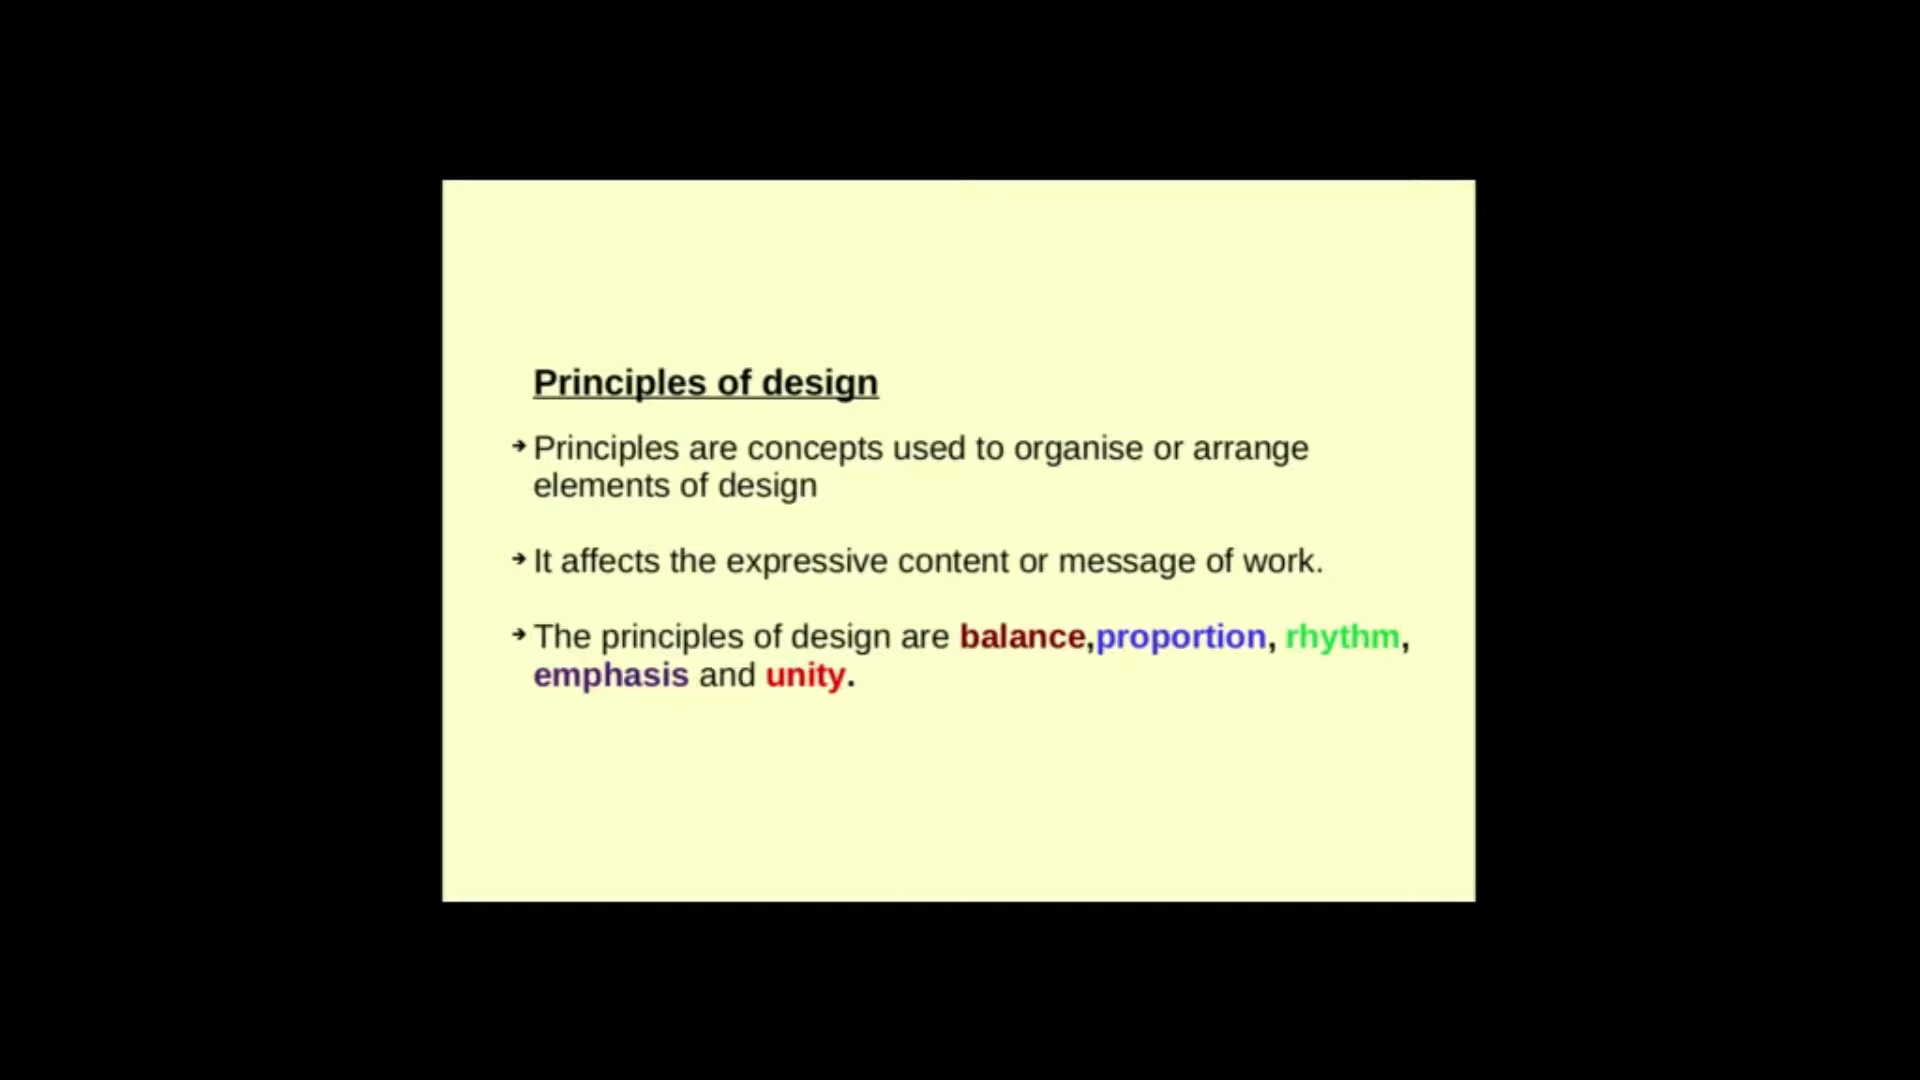 Principles of design
➔ Principles are concepts used to organise or arrange
elements of design
➔ It affects the expressive content or message of work.
➔ The principles of design are balance,proportion, rhythm,
emphasis and unity.